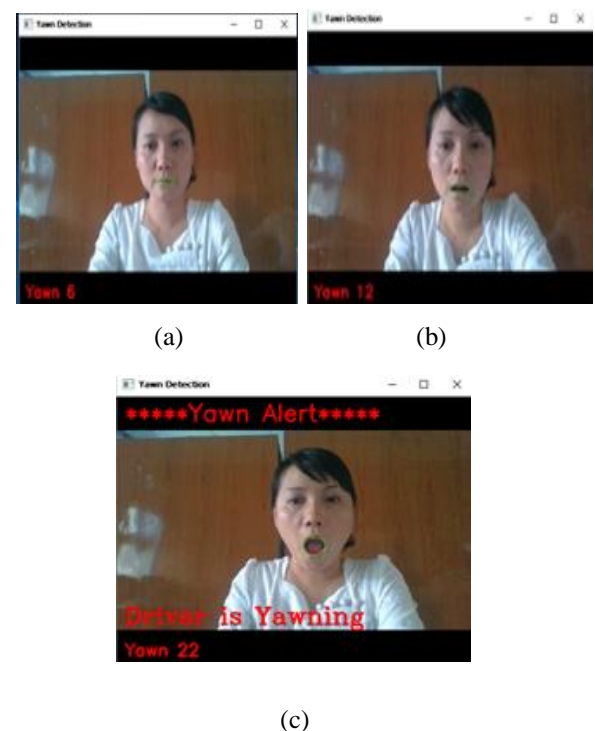 Yawn Detection
Yawn Detection
Yawn 6
Yawn 12
(a)
(b)
Yawn Detection
*****Yawn Alert*****
Driver is Yawning
Yawn 22
(c)